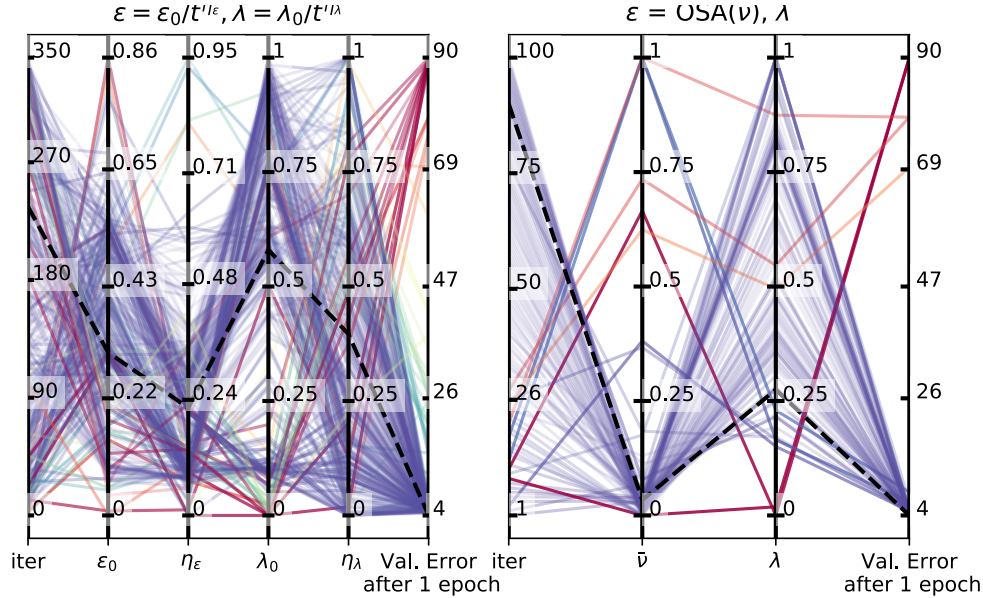 ε = ε₀/t^ηε, λ = λ₀/t^ηλ
350 0.86 0.95 1 1 90
270 0.65 0.71 0.75 0.75 69
180 0.43 0.48 0.5 0.5 47
90 0.22 0.24 0.25 0.25 26
0 0 0 0 0 4
iter ε₀ η_ε λ₀ η_λ Val. Error
after 1 epoch
ε = OSA(ν), λ
100 1 1 90
75 0.75 0.75 69
50 0.5 0.5 47
26 0.25 0.25 26
1 0 0 4
iter ν̄ λ Val. Error
after 1 epoch